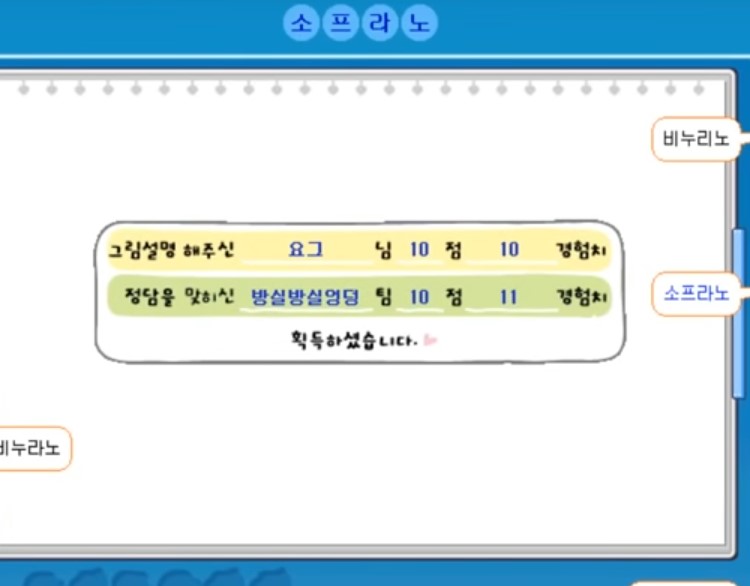 소프라노
비누리노
그림설명 해주신 요그 님 10 점 10 경험치
정답을 맞히신 방실방실엉덩 팀 10 점 11 경험치
소프라노
획득하셨습니다.
비누라노